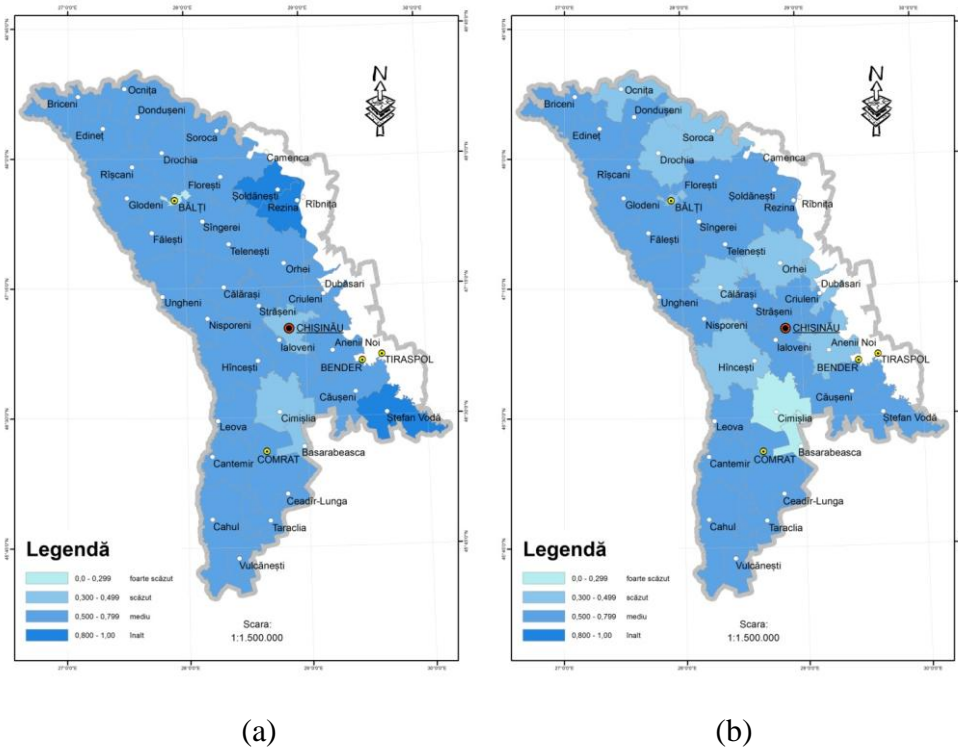 N
Ocnița
Briceni
Dondușeni
Edineț
Soroca
Drochia
Camenca
Rîșcani
Florești
Șoldănești
Glodeni
BĂLȚI
Rezina
Rîbnița
Sîngerei
Fălești
Telenești
Orhei
Dubăsari
Călărași
Criuleni
Ungheni
Strășeni
Nisporeni
CHIȘINĂU
Ialoveni
Anenii Noi
TIRASPOL
Hîncești
BENDER
Căușeni
Cimișlia
Ștefan Vodă
Leova
Basarabeasca
Cantemir
COMRAT
Ceadîr-Lunga
Cahul
Taraclia
Vulcănești
Legendă
0,0 - 0,299 foarte scăzut
0,300 - 0,499 scăzut
0,500 - 0,799 mediu
0,800 - 1,00 înalt
Scara:
1:1.500.000
(a)
N
Ocnița
Briceni
Dondușeni
Edineț
Soroca
Drochia
Camenca
Rîșcani
Florești
Șoldănești
Glodeni
BĂLȚI
Rezina
Rîbnița
Sîngerei
Fălești
Telenești
Orhei
Dubăsari
Călărași
Criuleni
Ungheni
Strășeni
Nisporeni
CHIȘINĂU
Ialoveni
Anenii Noi
TIRASPOL
Hîncești
BENDER
Căușeni
Cimișlia
Ștefan Vodă
Leova
Basarabeasca
Cantemir
COMRAT
Ceadîr-Lunga
Cahul
Taraclia
Vulcănești
Legendă
0,0 - 0,299 foarte scăzut
0,300 - 0,499 scăzut
0,500 - 0,799 mediu
0,800 - 1,00 înalt
Scara:
1:1.500.000
(b)